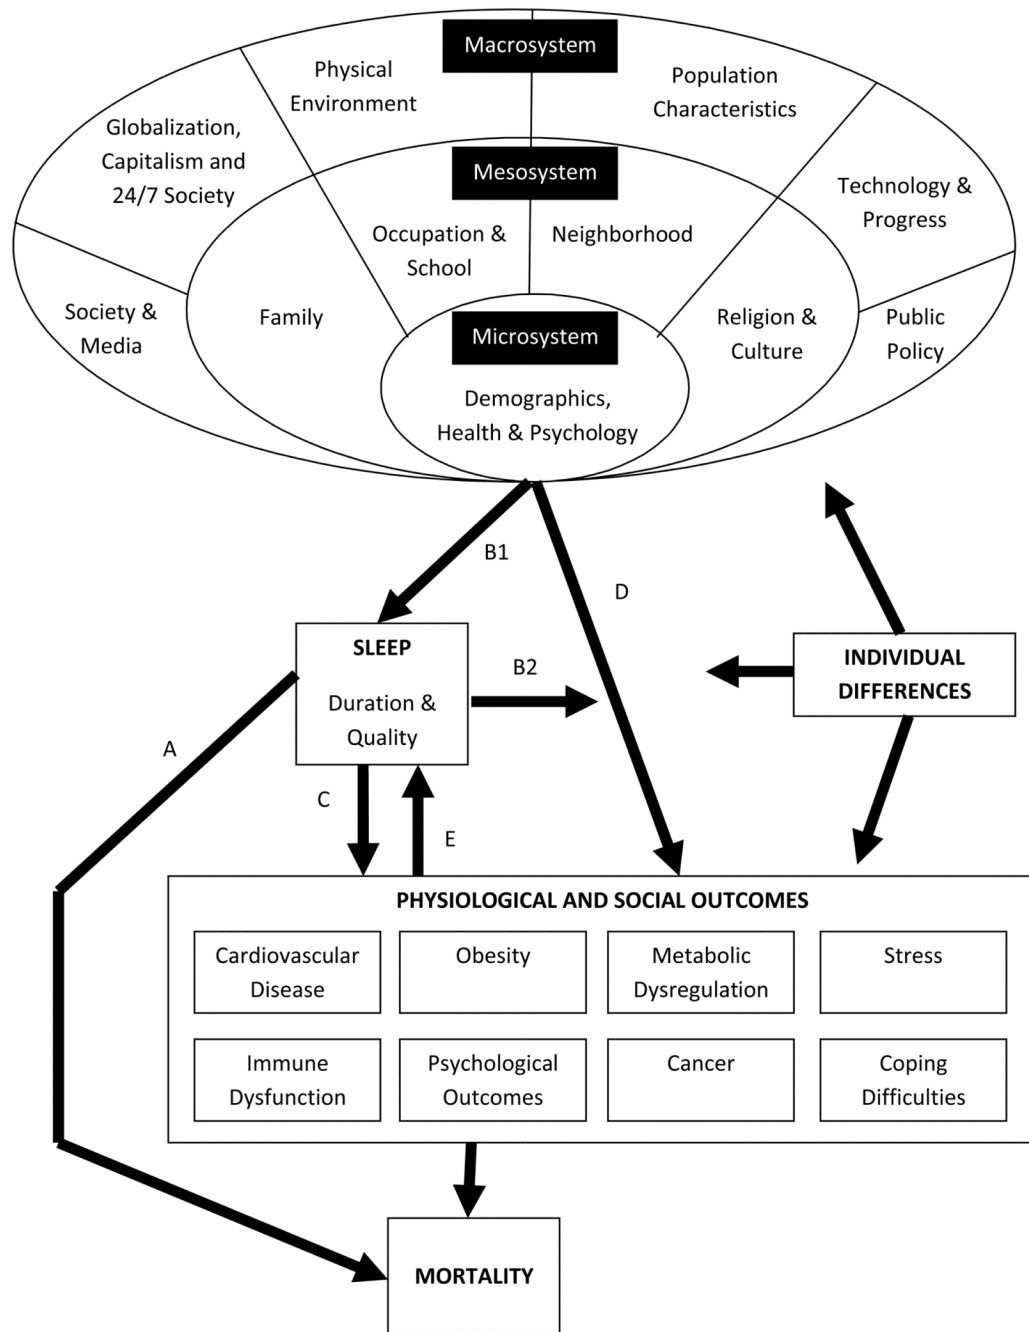 Macrosystem
Physical
Environment
Population
Characteristics
Globalization,
Capitalism and
24/7 Society
Technology &
Progress
Society &
Media
Public
Policy
Mesosystem
Occupation &
School
Neighborhood
Family
Religion &
Culture
Microsystem
Demographics,
Health & Psychology
B1
D
SLEEP
Duration &
Quality
B2
INDIVIDUAL
DIFFERENCES
A
C
E
PHYSIOLOGICAL AND SOCIAL OUTCOMES
Cardiovascular
Disease
Obesity
Metabolic
Dysregulation
Stress
Immune
Dysfunction
Psychological
Outcomes
Cancer
Coping
Difficulties
MORTALITY